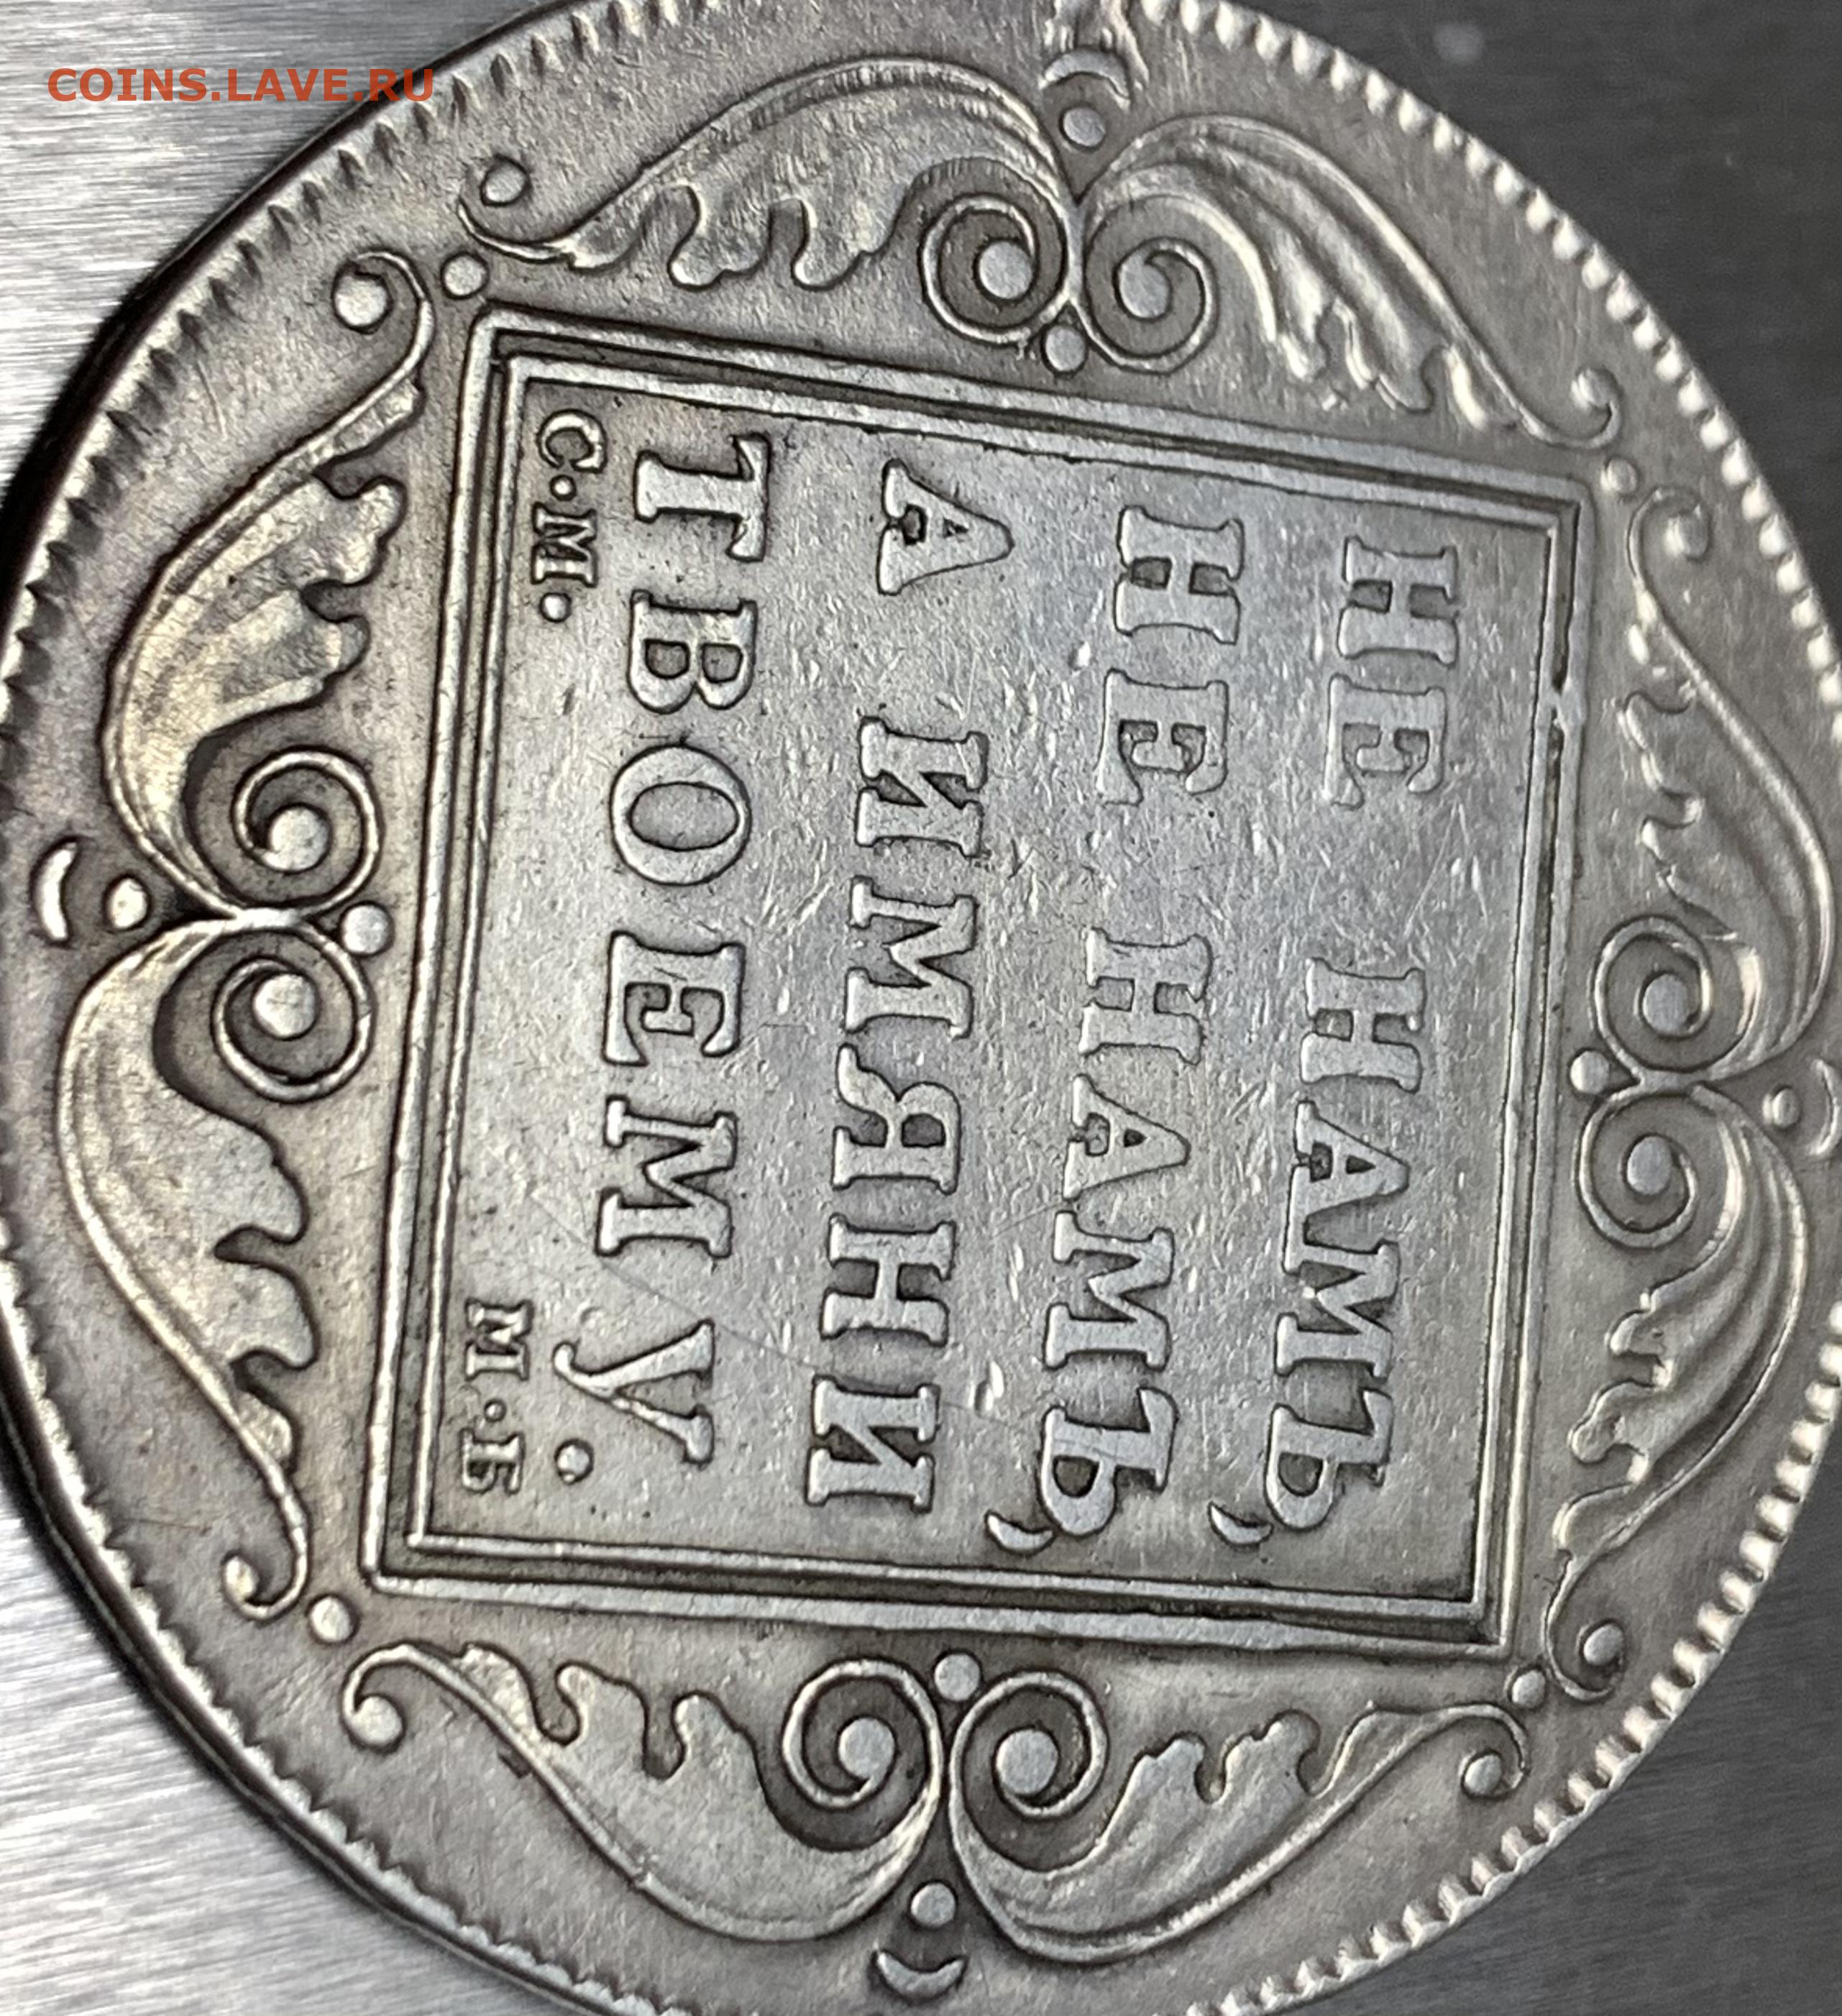 COINS.LAVE.RU
НЕ НАМЪ,
НЕ НАМЪ,
А ИМЯНИ
ТВОЕМУ.
С.М. М.Б